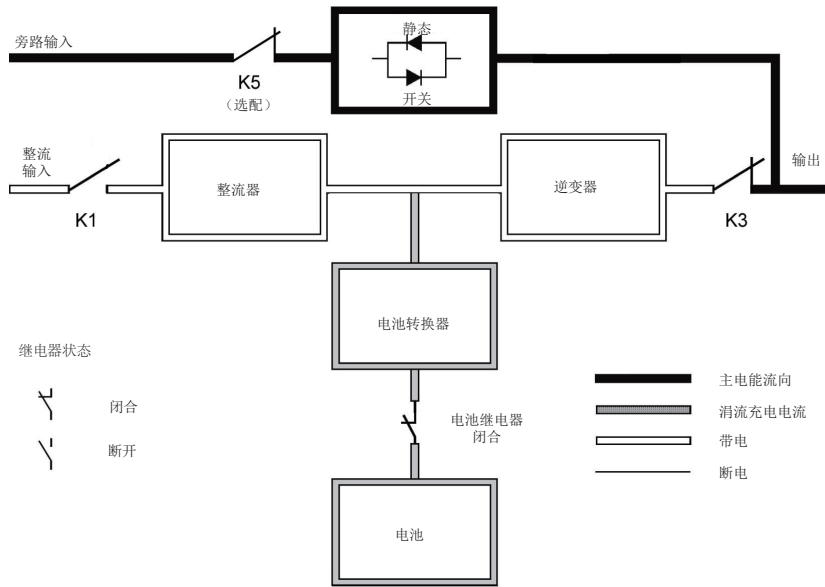 旁路输入
静态
开关
K5
（选配）
整流
输入
K1
整流器
逆变器
输出
K3
电池转换器
继电器状态
闭合
断开
电池继电器
闭合
电池
主电能流向
涓流充电电流
带电
断电